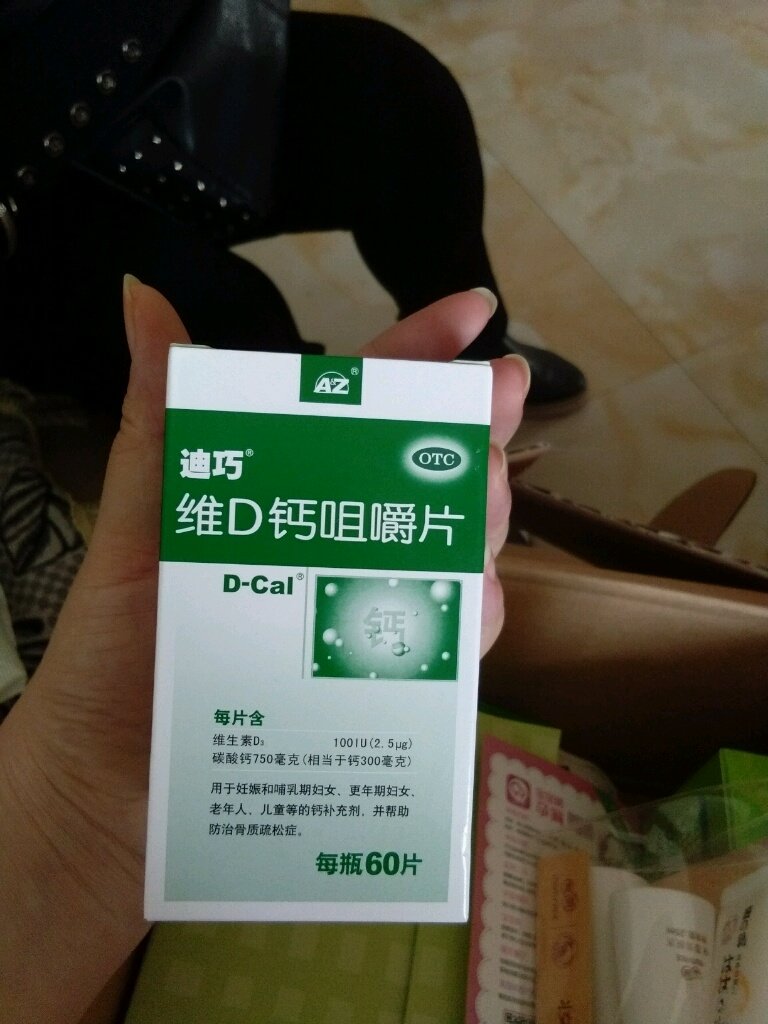 AZ®
迪巧®
OTC
维D钙咀嚼片
D-Cal®
钙
每片含
维生素D₃ 100IU(2.5μg)
碳酸钙750毫克(相当于钙300毫克)
用于妊娠和哺乳期妇女、更年期妇女、
老年人、儿童等的钙补充剂，并帮助
防治骨质疏松症。
每瓶60片